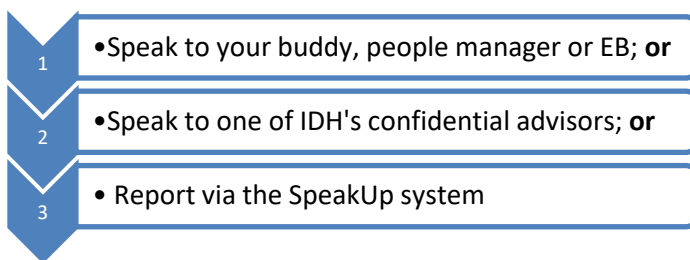 1 •Speak to your buddy, people manager or EB; or
2 •Speak to one of IDH's confidential advisors; or
3 • Report via the SpeakUp system